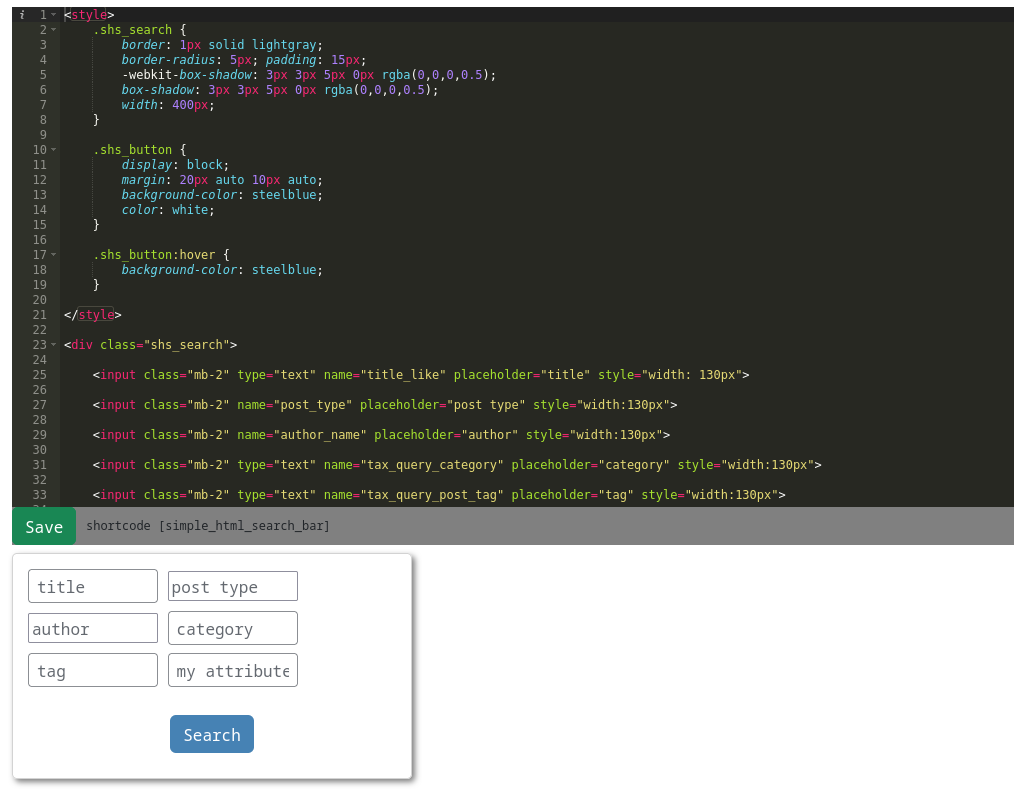 i 1 <style>
2 .shs_search {
3 border: 1px solid lightgray;
4 border-radius: 5px; padding: 15px;
5 -webkit-box-shadow: 3px 3px 5px 0px rgba(0,0,0,0.5);
6 box-shadow: 3px 3px 5px 0px rgba(0,0,0,0.5);
7 width: 400px;
8 }
9
10 .shs_button {
11 display: block;
12 margin: 20px auto 10px auto;
13 background-color: steelblue;
14 color: white;
15 }
16
17 .shs_button:hover {
18 background-color: steelblue;
19 }
20
21 </style>
22
23 <div class="shs_search">
24
25 <input class="mb-2" type="text" name="title_like" placeholder="title" style="width: 130px">
26
27 <input class="mb-2" name="post_type" placeholder="post type" style="width:130px">
28
29 <input class="mb-2" name="author_name" placeholder="author" style="width:130px">
30
31 <input class="mb-2" type="text" name="tax_query_category" placeholder="category" style="width:130px">
32
33 <input class="mb-2" type="text" name="tax_query_post_tag" placeholder="tag" style="width:130px">
Save shortcode [simple_html_search_bar]
title post type
author category
tag my attribute
Search